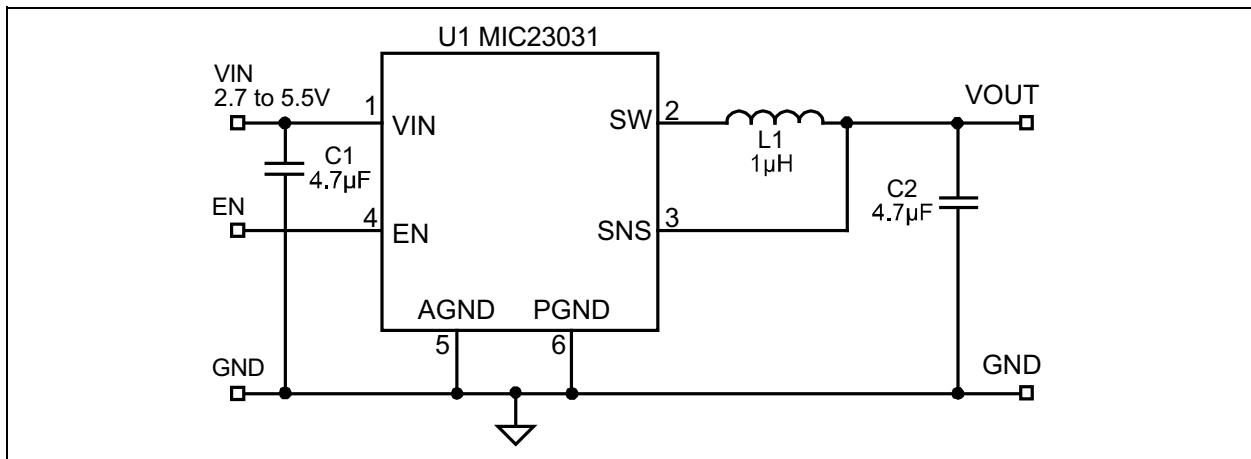 U1 MIC23031
VIN
2.7 to 5.5V
1
VIN
SW
2
L1
1µH
VOUT
C1
4.7µF
C2
4.7µF
EN
4
EN
SNS
3
AGND
PGND
5
6
GND
GND